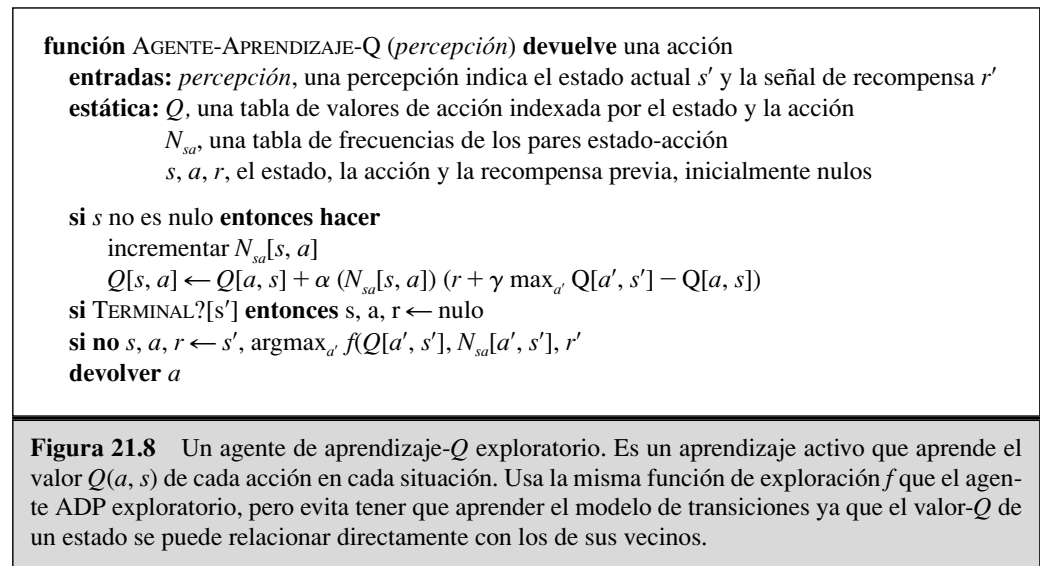 función AGENTE-APRENDIZAJE-Q (percepción) devuelve una acción
entradas: percepción, una percepción indica el estado actual s′ y la señal de recompensa r′
estática: Q, una tabla de valores de acción indexada por el estado y la acción
N_sa, una tabla de frecuencias de los pares estado-acción
s, a, r, el estado, la acción y la recompensa previa, inicialmente nulos
si s no es nulo entonces hacer
incrementar N_sa[s, a]
Q[s, a] ← Q[a, s] + α (N_sa[s, a]) (r + γ max_a′ Q[a′, s′] − Q[a, s])
si TERMINAL?[s′] entonces s, a, r ← nulo
si no s, a, r ← s′, argmax_a′ f(Q[a′, s′], N_sa[a′, s′], r′
devolver a
Figura 21.8 Un agente de aprendizaje-Q exploratorio. Es un aprendizaje activo que aprende el
valor Q(a, s) de cada acción en cada situación. Usa la misma función de exploración f que el agen-
te ADP exploratorio, pero evita tener que aprender el modelo de transiciones ya que el valor-Q de
un estado se puede relacionar directamente con los de sus vecinos.